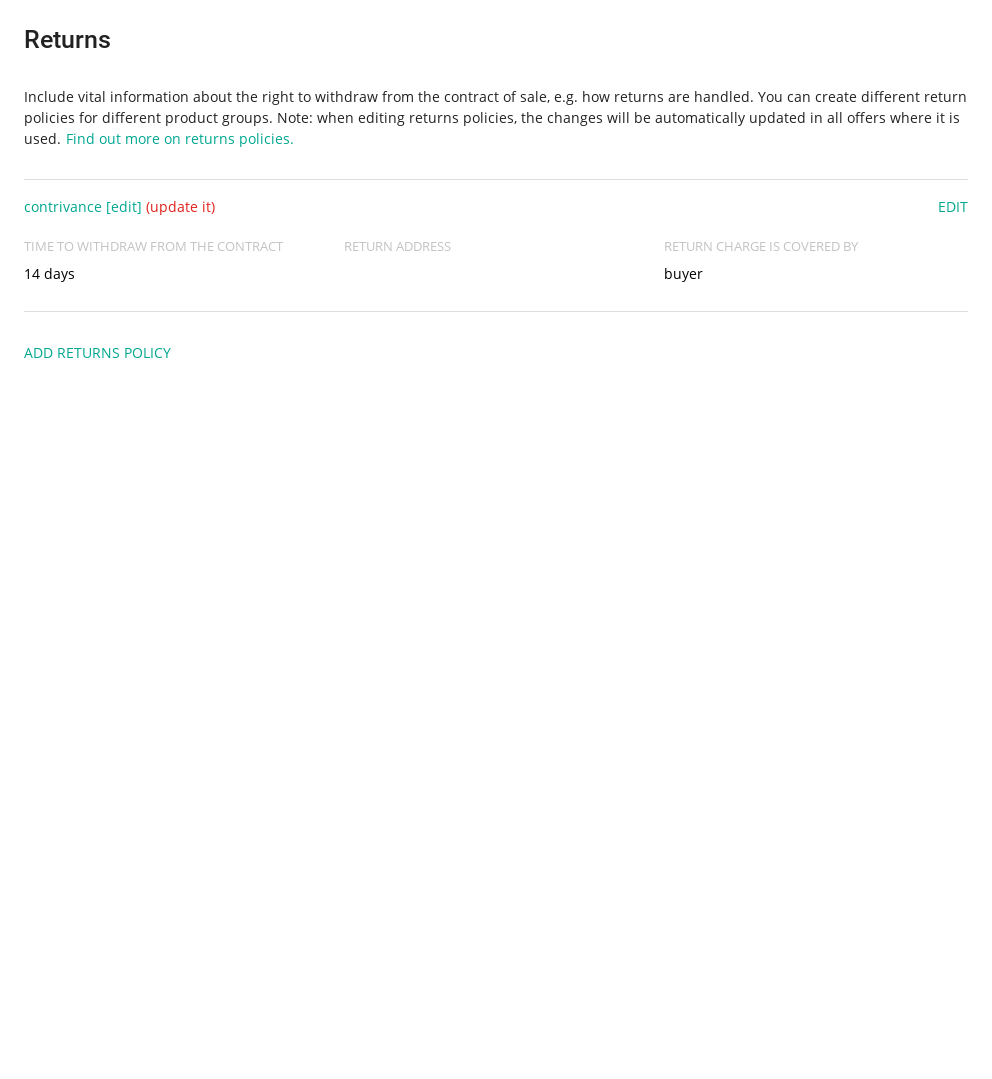 Returns
Include vital information about the right to withdraw from the contract of sale, e.g. how returns are handled. You can create different return
policies for different product groups. Note: when editing returns policies, the changes will be automatically updated in all offers where it is
used. Find out more on returns policies.
contrivance [edit] (update it) EDIT
TIME TO WITHDRAW FROM THE CONTRACT RETURN ADDRESS RETURN CHARGE IS COVERED BY
14 days buyer
ADD RETURNS POLICY